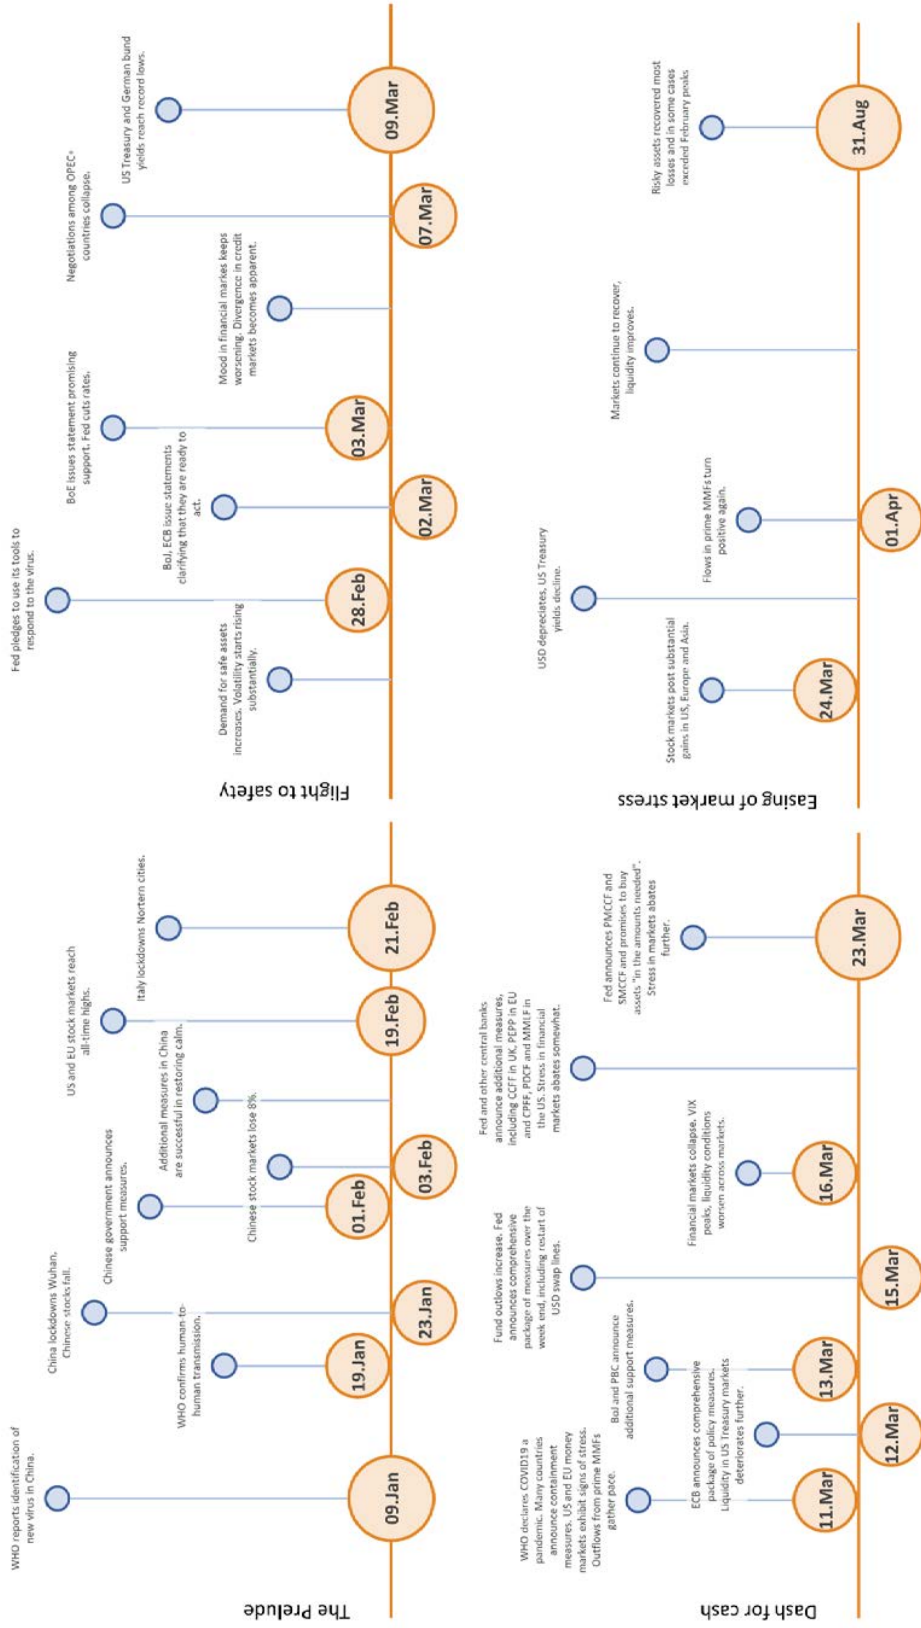 The Prelude
WHO reports identification of
new virus in China.
09.Jan
WHO confirms human-to-
human transmission.
19.Jan
China lockdowns Wuhan,
Chinese stocks fall.
23.Jan
Chinese government announces
support measures.
01.Feb
Chinese stock markets lose 8%.
03.Feb
Additional measures in China
are successful in restoring calm.
US and EU stock markets reach
all-time highs.
19.Feb
Italy lockdowns Nortern cities.
21.Feb
Flight to safety
Demand for safe assets
increases. Volatility starts rising
substantially.
Fed pledges to use its tools to
respond to the virus.
28.Feb
BoJ, ECB issue statements
clarifying that they are ready to
act.
02.Mar
BoE issues statement promising
support. Fed cuts rates.
03.Mar
Mood in financial markes keeps
worsening. Divergence in credit
markets becomes apparent.
Negotiations among OPEC+
countries collapse.
07.Mar
US Treasury and German bund
yields reach record lows.
09.Mar
Dash for cash
WHO declares COVID19 a
pandemic. Many countries
announce containment
measures. US and EU money
markets exhibit signs of stress.
Outflows from prime MMFs
gather pace.
11.Mar
ECB announces comprehensive
package of policy measures.
Liquidity in US Treasury markets
deteriorates further.
12.Mar
BoJ and PBC announce
additional support measures.
13.Mar
Fund outlows increase. Fed
announces comprehensive
package of measures over the
week end, including restart of
USD swap lines.
15.Mar
Financial markets collapse. VIX
peaks, liquidity conditions
worsen across markets.
16.Mar
Fed and other central banks
announce additional measures,
including CCFF in UK, PEPP in EU
and CPFF, PDCF and MMLF in
the US. Stress in financial
markets abates somewhat.
Fed announces PMCCF and
SMCCF and promises to buy
assets "in the amounts needed".
Stress in markets abates
further.
23.Mar
Easing of market stress
Stock markets post substantial
gains in US, Europe and Asia.
24.Mar
USD depreciates, US Treasury
yields decline.
Flows in prime MMFs turn
positive again.
01.Apr
Markets continue to recover,
liquidity improves.
Risky assets recovered most
losses and in some cases
exceded February peaks
31.Aug